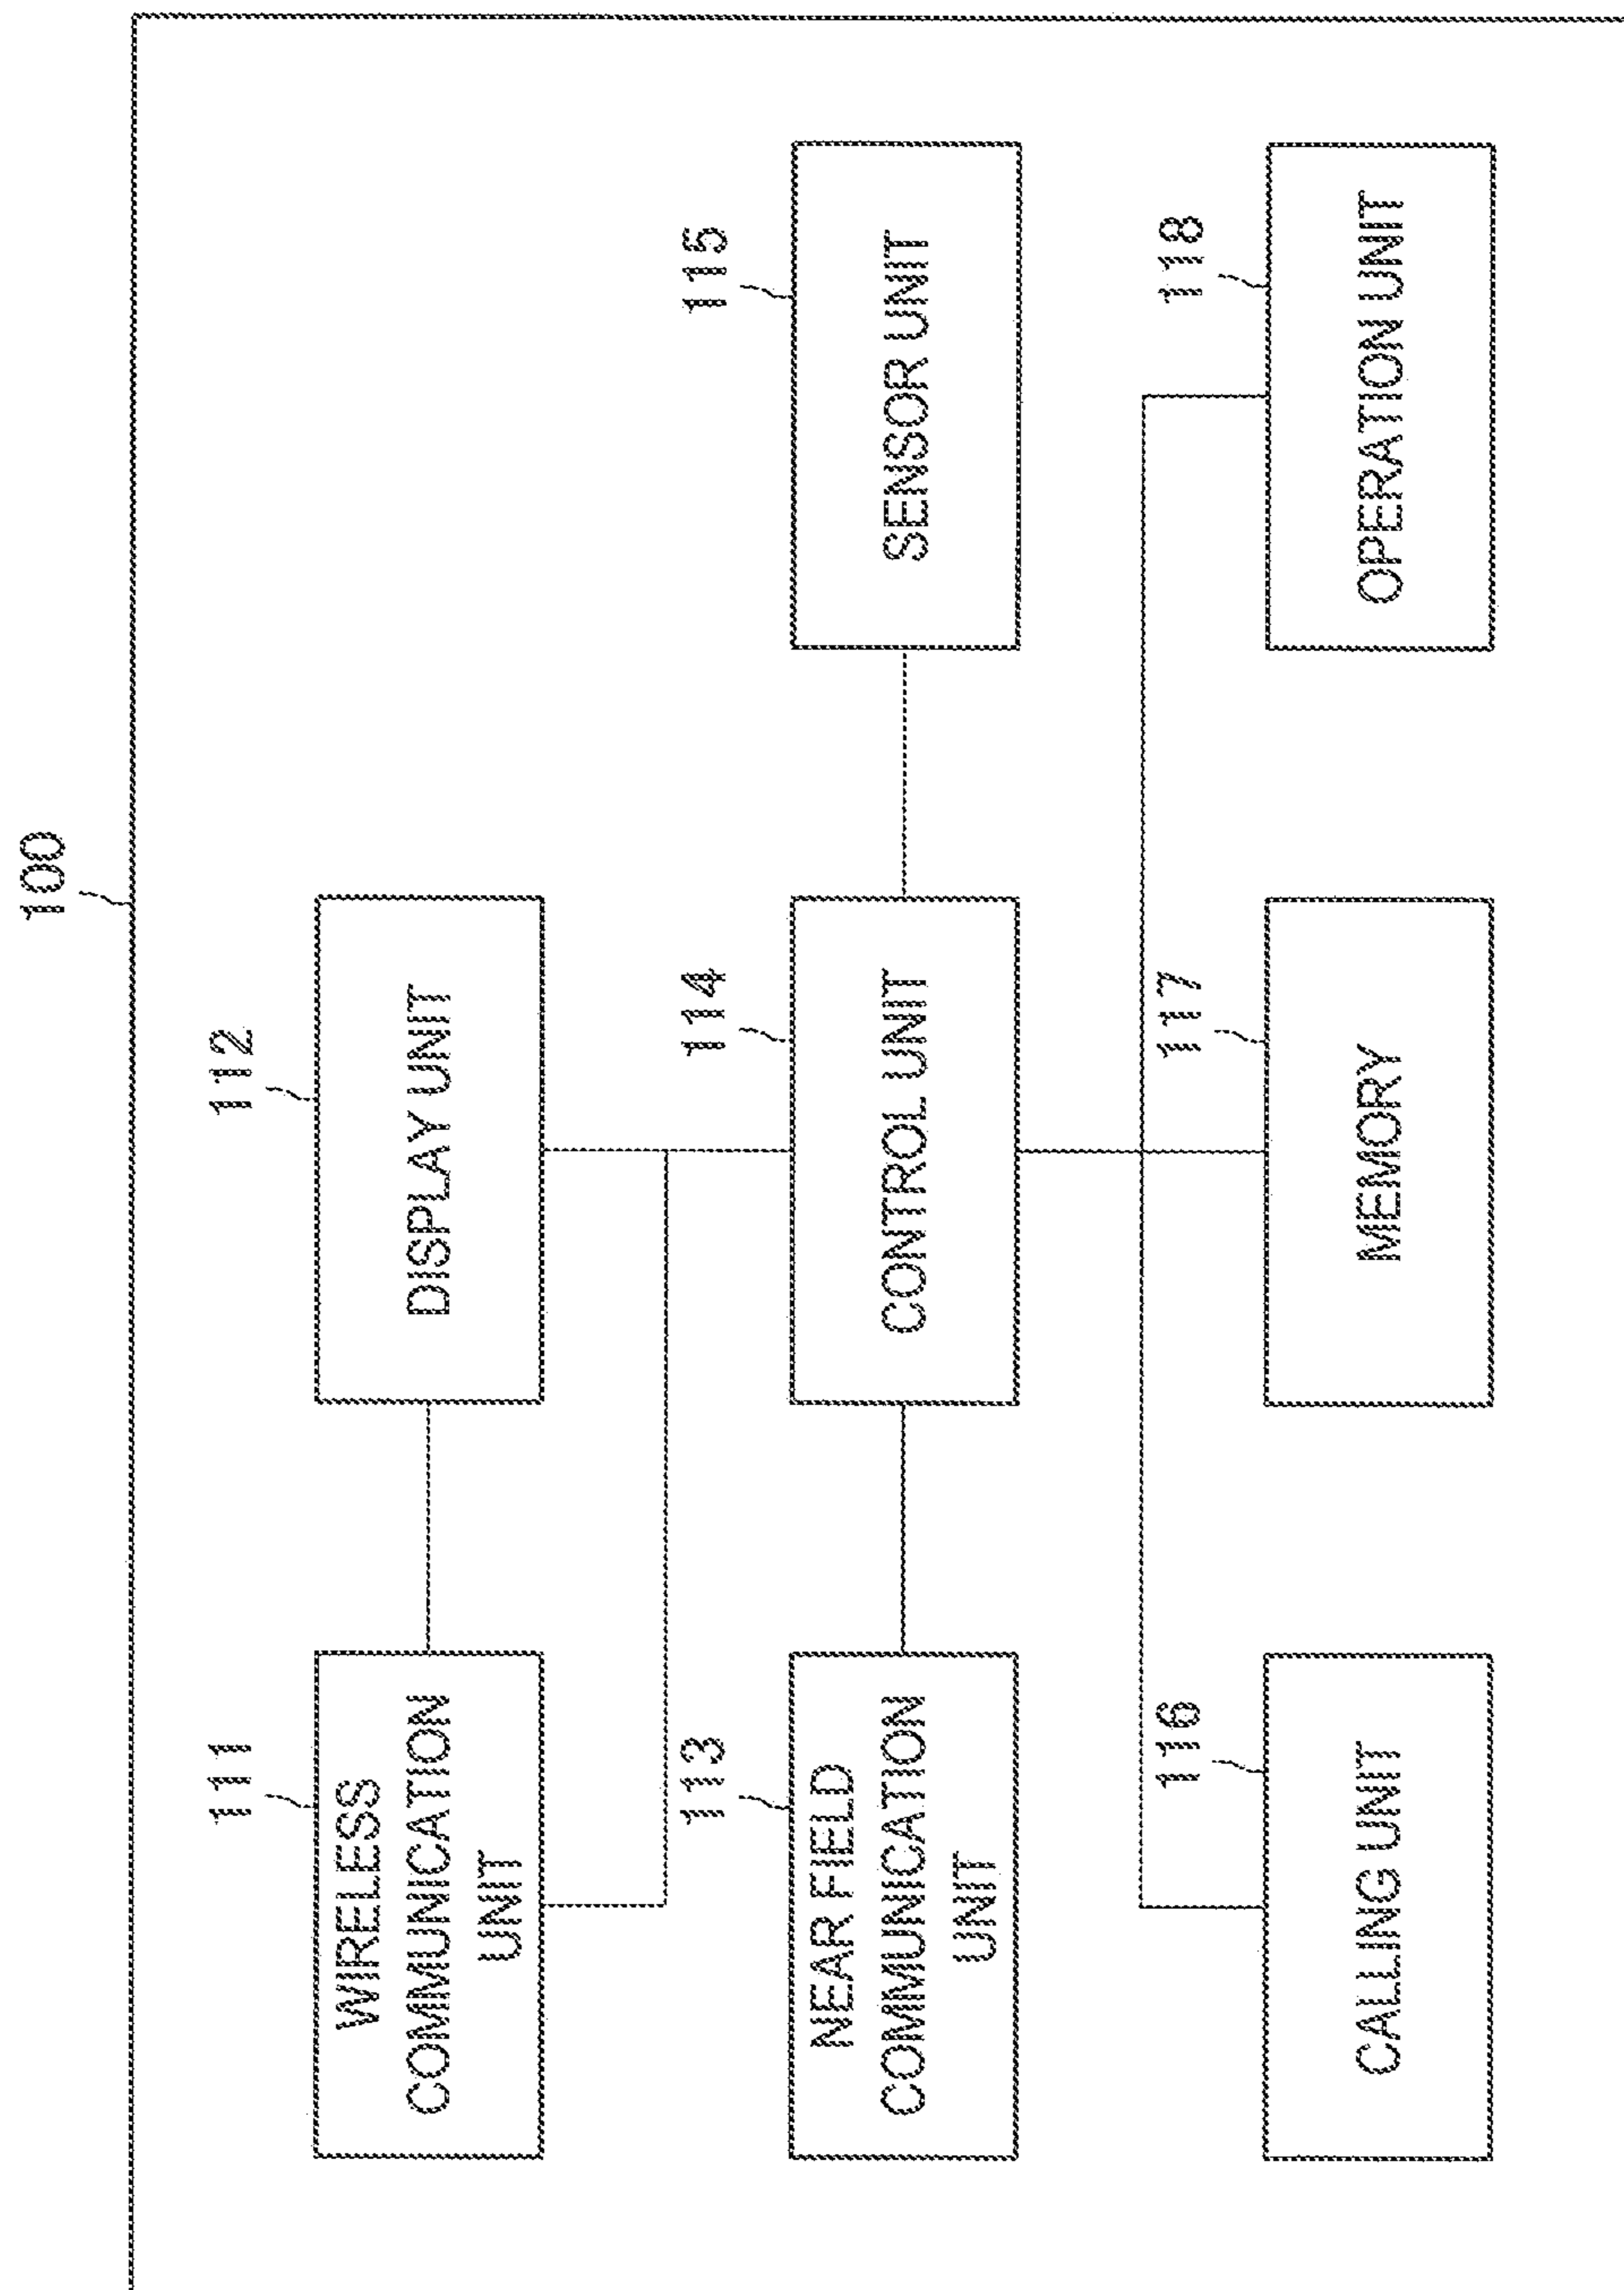 100
111
WIRELESS
COMMUNICATION
UNIT
112
DISPLAY UNIT
113
NEAR FIELD
COMMUNICATION
UNIT
114
CONTROL UNIT
115
SENSOR UNIT
116
CALLING UNIT
117
MEMORY
118
OPERATION UNIT